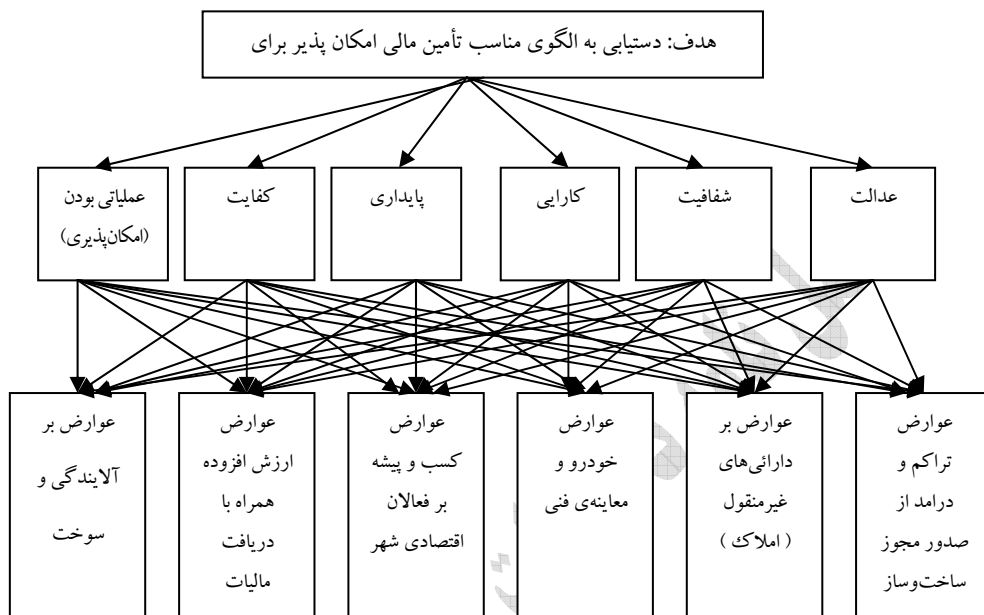 هدف: دستیابی به الگوی مناسب تأمین مالی امکان پذیر برای
عدالت
شفافیت
کارایی
پایداری
کفایت
عملیاتی بودن
(امکان‌پذیری)
عوارض
تراکم و
درامد از
صدور مجوز
ساخت‌وساز
عوارض بر
دارائی‌های
غیرمنقول
( املاک )
عوارض
خودرو و
معاینه‌ی فنی
عوارض
کسب و پیشه
بر فعالان
اقتصادی شهر
عوارض
ارزش افزوده
همراه با
دریافت
مالیات
عوارض بر
آلایندگی و
سوخت